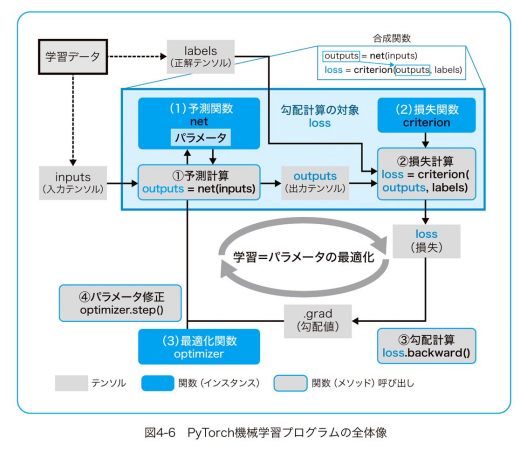 合成関数
outputs = net(inputs)
loss = criterion(outputs, labels)
学習データ
labels
(正解テンソル)
(1)予測関数
net
パラメータ
勾配計算の対象
loss
(2)損失関数
criterion
inputs
(入力テンソル)
①予測計算
outputs = net(inputs)
outputs
(出力テンソル)
②損失計算
loss = criterion(
outputs, labels)
loss
(損失)
学習=パラメータの最適化
④パラメータ修正
optimizer.step()
.grad
(勾配値)
(3)最適化関数
optimizer
③勾配計算
loss.backward()
テンソル
関数(インスタンス)
関数(メソッド)呼び出し
図4-6 PyTorch機械学習プログラムの全体像